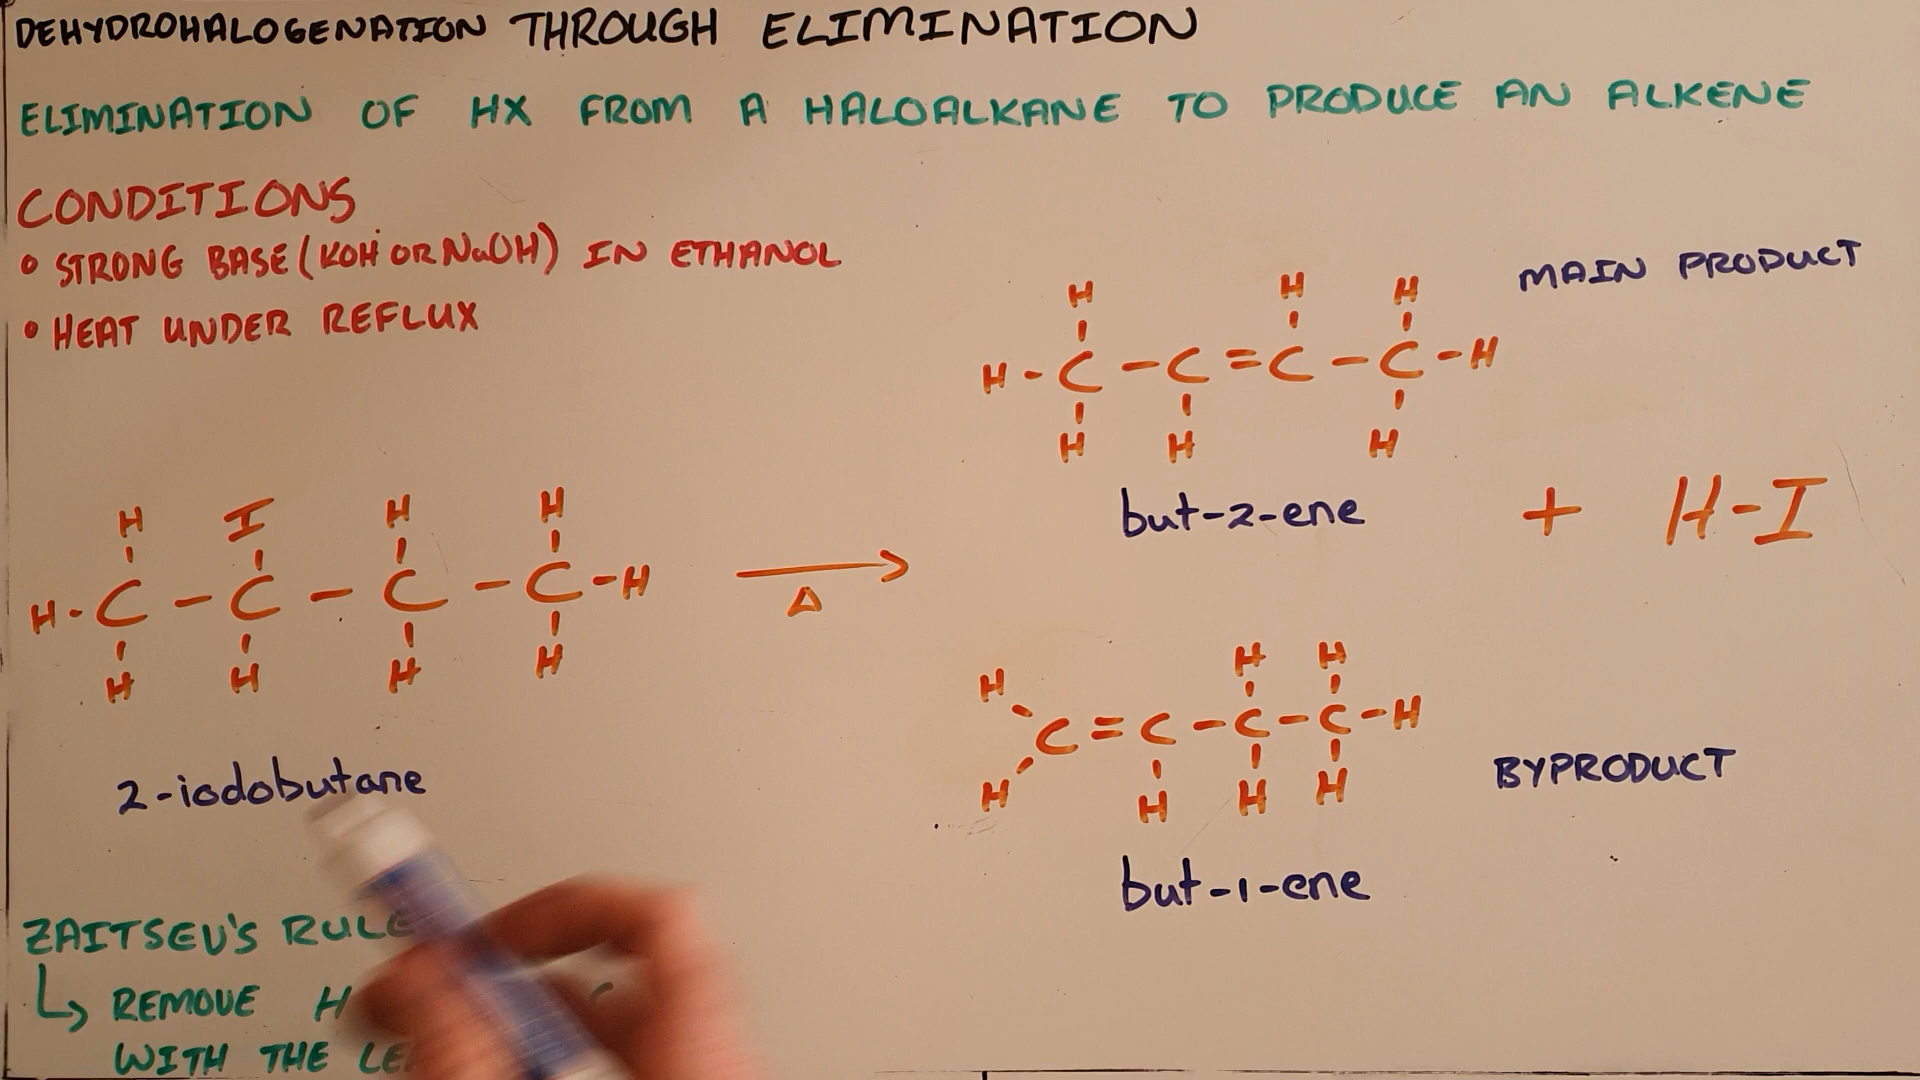 DEHYDROHALOGENATION THROUGH ELIMINATION
ELIMINATION OF HX FROM A HALOALKANE TO PRODUCE AN ALKENE
CONDITIONS
• STRONG BASE (KOH OR NaOH) IN ETHANOL
• HEAT UNDER REFLUX
MAIN PRODUCT
H H H
H - C - C = C - C - H
H H H
but-2-ene
+ H-I
H I H H
H - C - C - C - C - H
H H H H
2-iodobutane
Δ
H H H
C = C - C - C - H
H H H H
but-1-ene
BYPRODUCT
ZAITSEV'S RULE
↳ REMOVE H
WITH THE